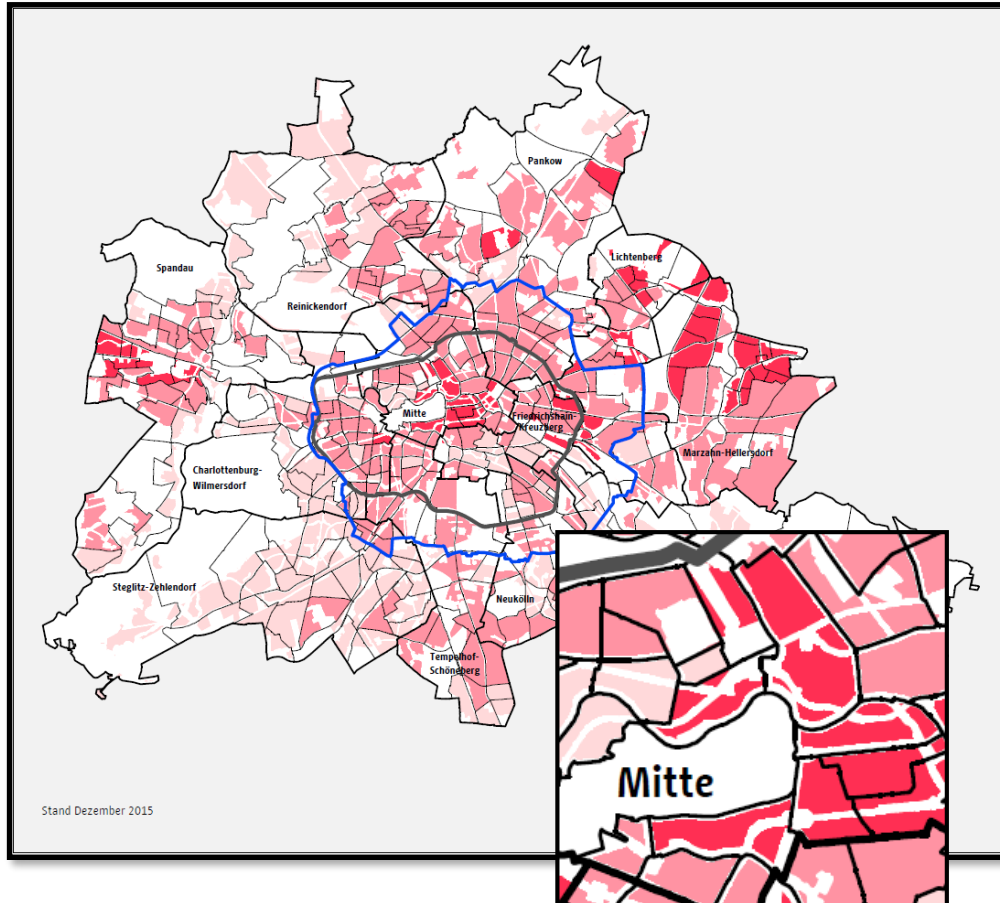 Pankow
Lichtenberg
Spandau
Reinickendorf
Mitte
Friedrichshain-
Kreuzberg
Marzahn-Hellersdorf
Charlottenburg-
Wilmersdorf
Steglitz-Zehlendorf
Neukölln
Tempelhof-
Schöneberg
Mitte
Stand Dezember 2015